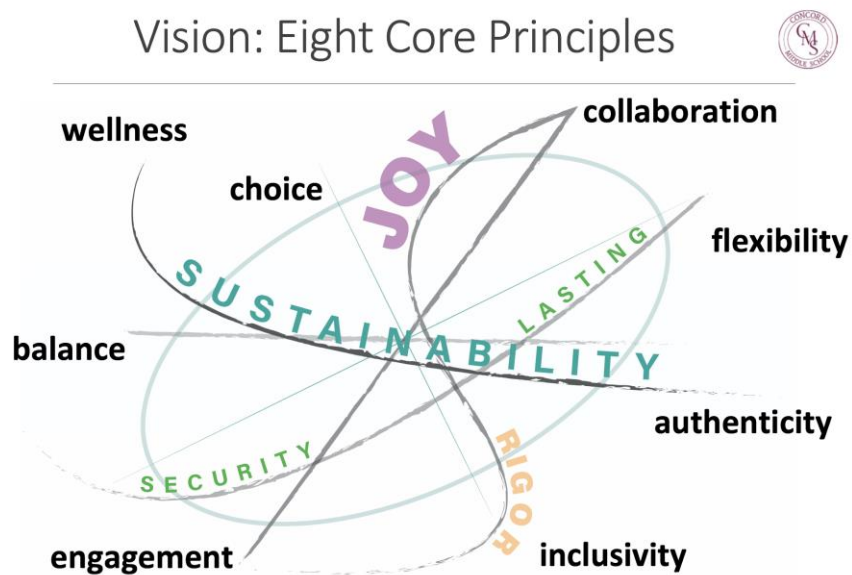 Vision: Eight Core Principles
CONCORD
CMS
MIDDLE SCHOOL
wellness
choice
JOY
collaboration
flexibility
LASTING
SUSTAINABILITY
balance
authenticity
SECURITY
RIGOR
engagement
inclusivity